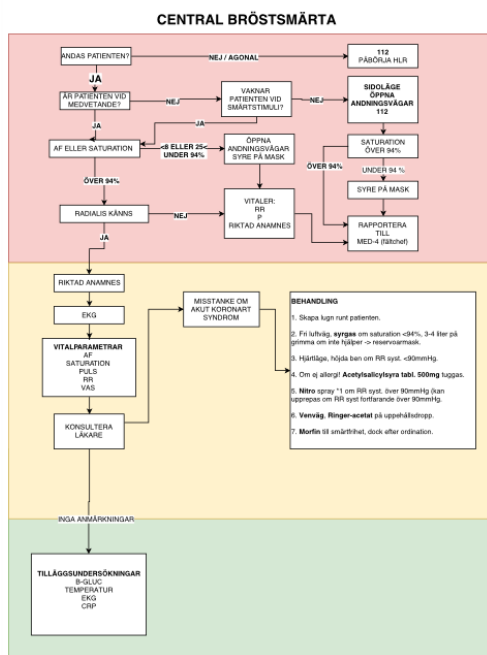 CENTRAL BRÖSTSMÄRTA
ANDAS PATIENTEN?
NEJ / AGONAL
112
PÅBÖRJA HLR
JA
ÄR PATIENTEN VID
MEDVETANDE?
NEJ
VAKNAR
PATIENTEN VID
SMÄRTSTIMULI?
NEJ
SIDOLÄGE
ÖPPNA
ANDNINGSVÄGAR
112
JA
JA
AF ELLER SATURATION
<8 ELLER 25<
UNDER 94%
ÖPPNA
ANDNINGSVÄGAR
SYRE PÅ MASK
SATURATION
ÖVER 94%
ÖVER 94%
UNDER 94 %
SYRE PÅ MASK
ÖVER 94%
RADIALIS KÄNNS
NEJ
VITALER:
RR
P
RIKTAD ANAMNES
RAPPORTERA
TILL
MED-4 (fältchef)
JA
RIKTAD ANAMNES
EKG
VITALPARAMETRAR
AF
SATURATION
PULS
RR
VAS
KONSULTERA
LÄKARE
MISSTANKE OM
AKUT KORONART
SYNDROM
BEHANDLING
1. Skapa lugn runt patienten.
2. Fri luftväg, syrgas om saturation <94%, 3-4 liter på
grimma om inte hjälper -> reservoarmask.
3. Hjärtläge, höjda ben om RR syst. <90mmHg.
4. Om ej allergi! Acetylsalicylsyra tabl. 500mg tuggas.
5. Nitro spray *1 om RR syst. över 90mmHg (kan
upprepas om RR syst fortfarande över 90mmHg).
6. Venväg, Ringer-acetat på uppehållsdropp.
7. Morfin till smärtfrihet, dock efter ordination.
INGA ANMÄRKNINGAR
TILLÄGGSUNDERSÖKNINGAR
B-GLUC
TEMPERATUR
EKG
CRP